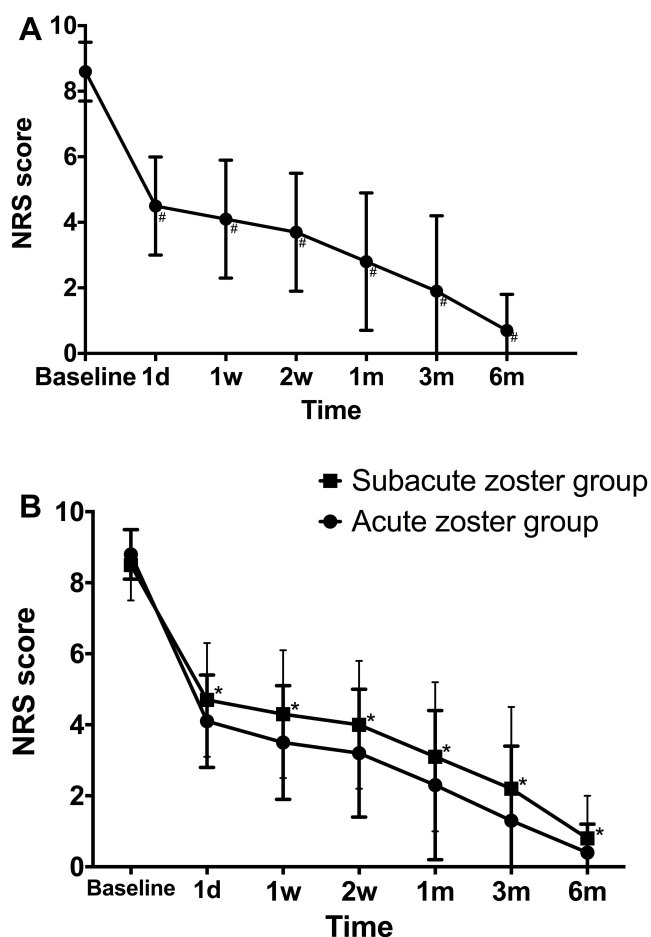 A
10
8
6
4
2
0
NRS score
# # # # # #
Baseline 1d 1w 2w 1m 3m 6m
Time
Subacute zoster group
Acute zoster group
B
10
8
6
4
2
0
NRS score
* * * * * *
Baseline 1d 1w 2w 1m 3m 6m
Time